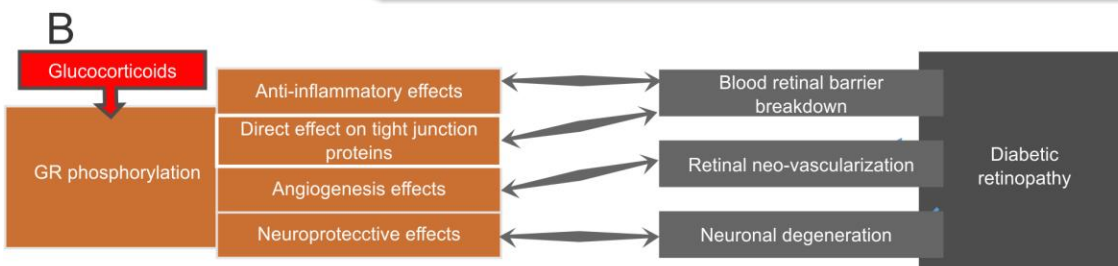 B
Glucocorticoids
GR phosphorylation
Anti-inflammatory effects
Direct effect on tight junction
proteins
Angiogenesis effects
Neuroprotecctive effects
Blood retinal barrier
breakdown
Retinal neo-vascularization
Neuronal degeneration
Diabetic
retinopathy